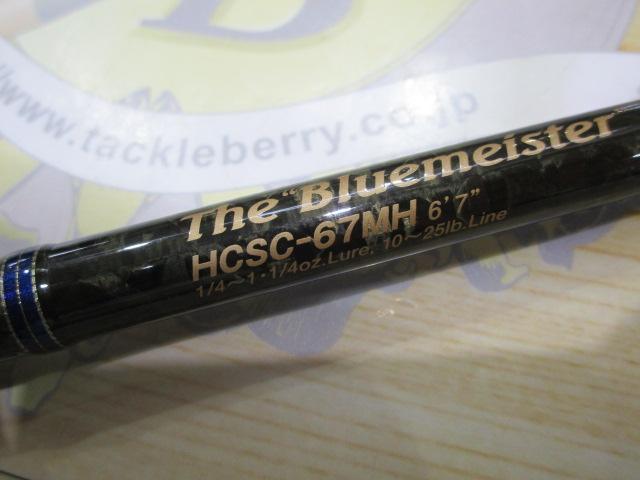 B
//www.tackleberry.co.jp
The "Bluemeister"
HCSC-67MH 6'7"
1/4~1・1/4oz.Lure. 10~25lb.Line